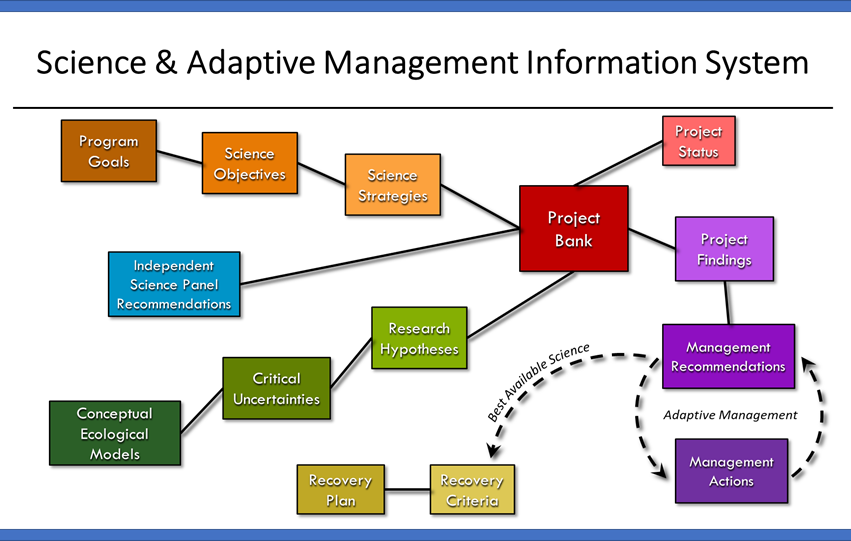 Science & Adaptive Management Information System
Program
Goals
Science
Objectives
Science
Strategies
Project
Status
Project
Bank
Project
Findings
Independent
Science Panel
Recommendations
Research
Hypotheses
Critical
Uncertainties
Conceptual
Ecological
Models
Management
Recommendations
Best Available Science
Adaptive Management
Management
Actions
Recovery
Plan
Recovery
Criteria